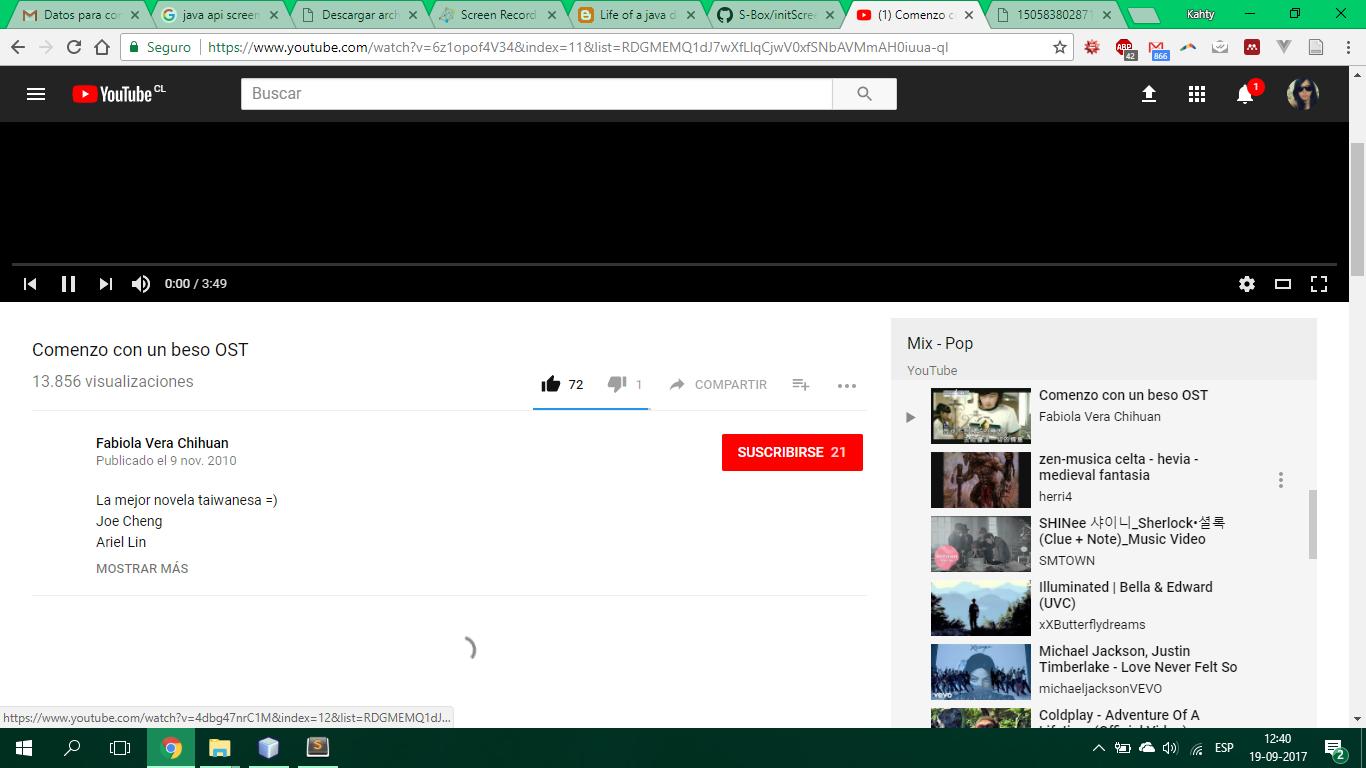 Datos para cor
java api screen
Descargar arch
Screen Record
Life of a java d
S-Box/initScree
(1) Comenzo c
150583802871
Kahty
Seguro
https://www.youtube.com/watch?v=6z1opof4V34&index=11&list=RDGMEMQ1dJ7wXfLlqCjwV0xfSNbAVMmAH0iuua-qI
ABP
42
866
YouTube CL
Buscar
1
0:00 / 3:49
Comenzo con un beso OST
13.856 visualizaciones
72
1
COMPARTIR
Fabiola Vera Chihuan
Publicado el 9 nov. 2010
SUSCRIBIRSE 21
La mejor novela taiwanesa =)
Joe Cheng
Ariel Lin
MOSTRAR MÁS
Mix - Pop
YouTube
Comenzo con un beso OST
Fabiola Vera Chihuan
zen-musica celta - hevia -
medieval fantasia
herri4
SHINee 샤이니_Sherlock•셜록
(Clue + Note)_Music Video
SMTOWN
Illuminated | Bella & Edward
(UVC)
xXButterflydreams
Michael Jackson, Justin
Timberlake - Love Never Felt So
michaeljacksonVEVO
vevo
Coldplay - Adventure Of A
https://www.youtube.com/watch?v=4dbg47nrC1M&index=12&list=RDGMEMQ1dJ...
ESP
12:40
19-09-2017
2